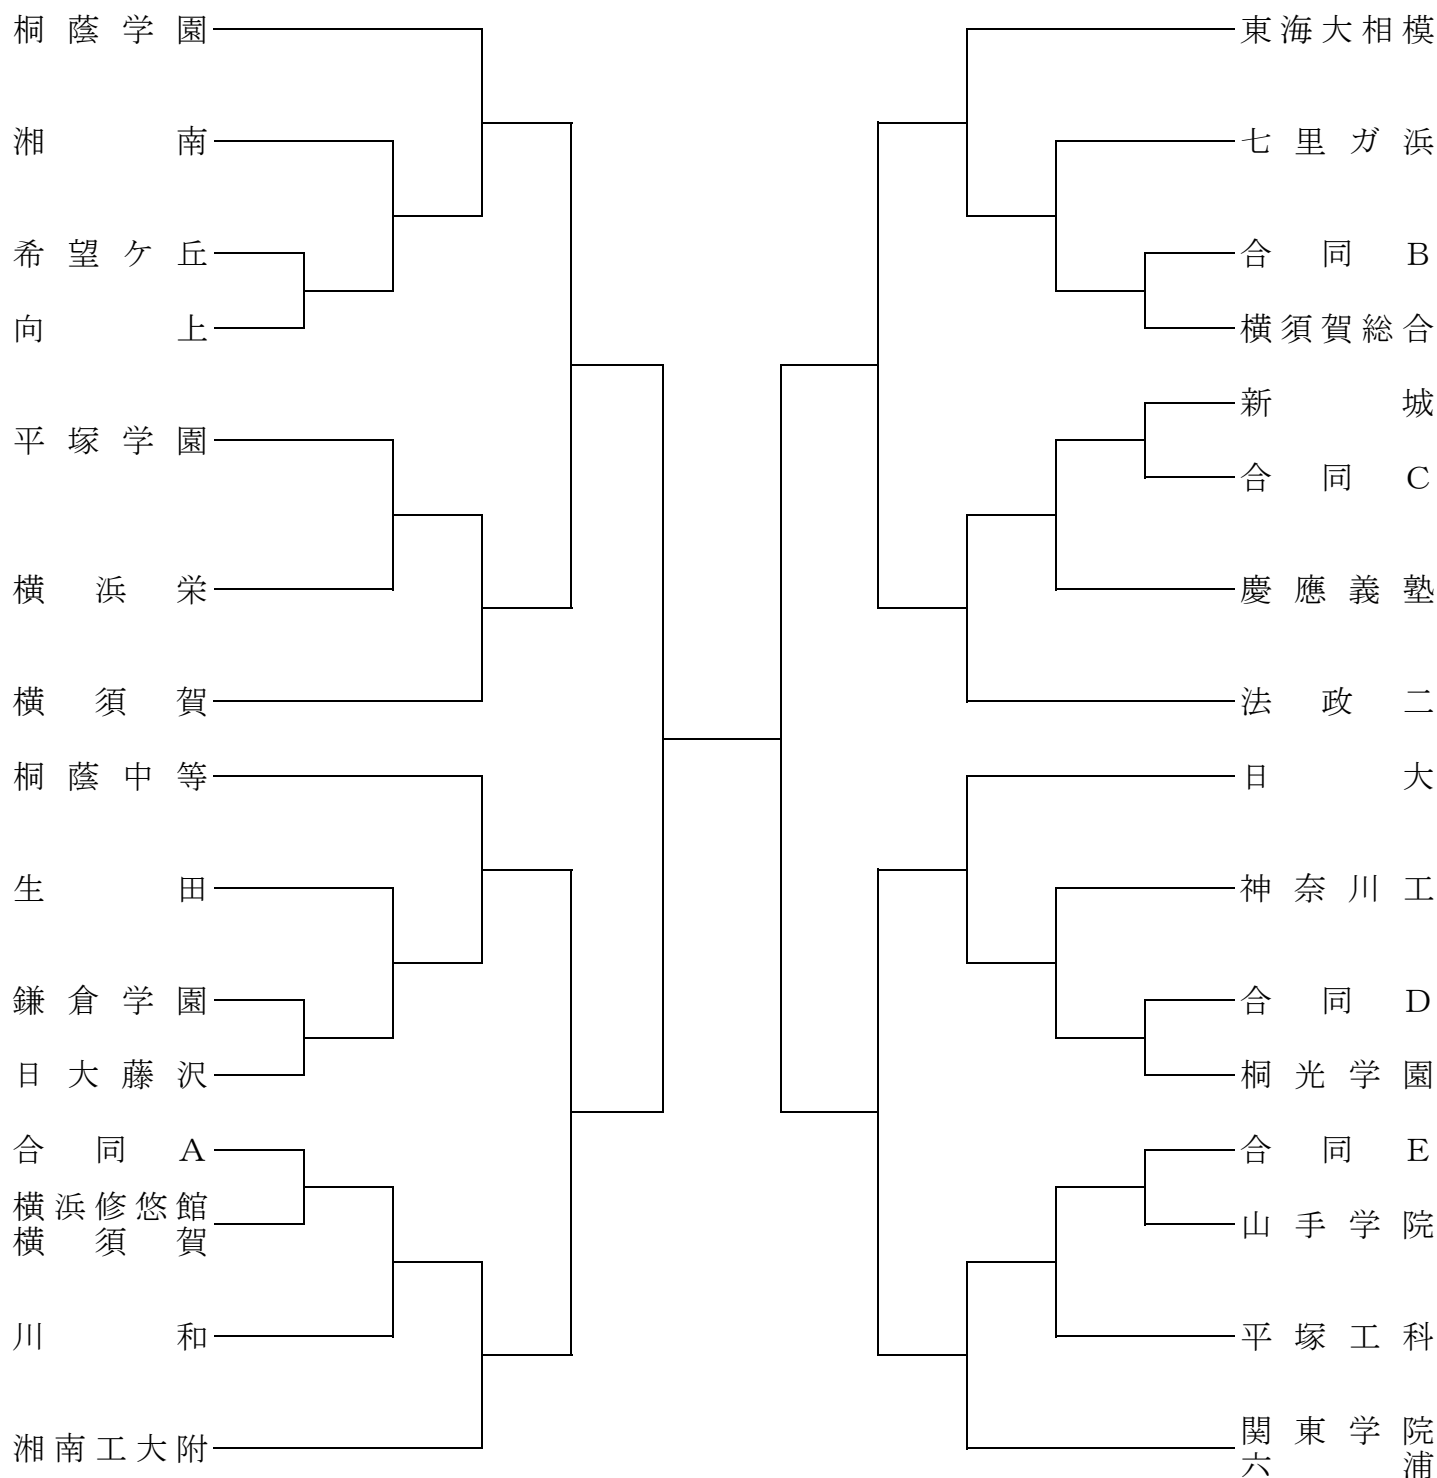 桐蔭学園
湘南
希望ケ丘
向上
平塚学園
横浜栄
横須賀
桐蔭中等
生田
鎌倉学園
日大藤沢
合同A
横浜修悠館
横須賀
川和
湘南工大附
東海大相模
七里ガ浜
合同B
横須賀総合
新城
合同C
慶應義塾
法政二
日大
神奈川工
合同D
桐光学園
合同E
山手学院
平塚工科
関東学院
六浦